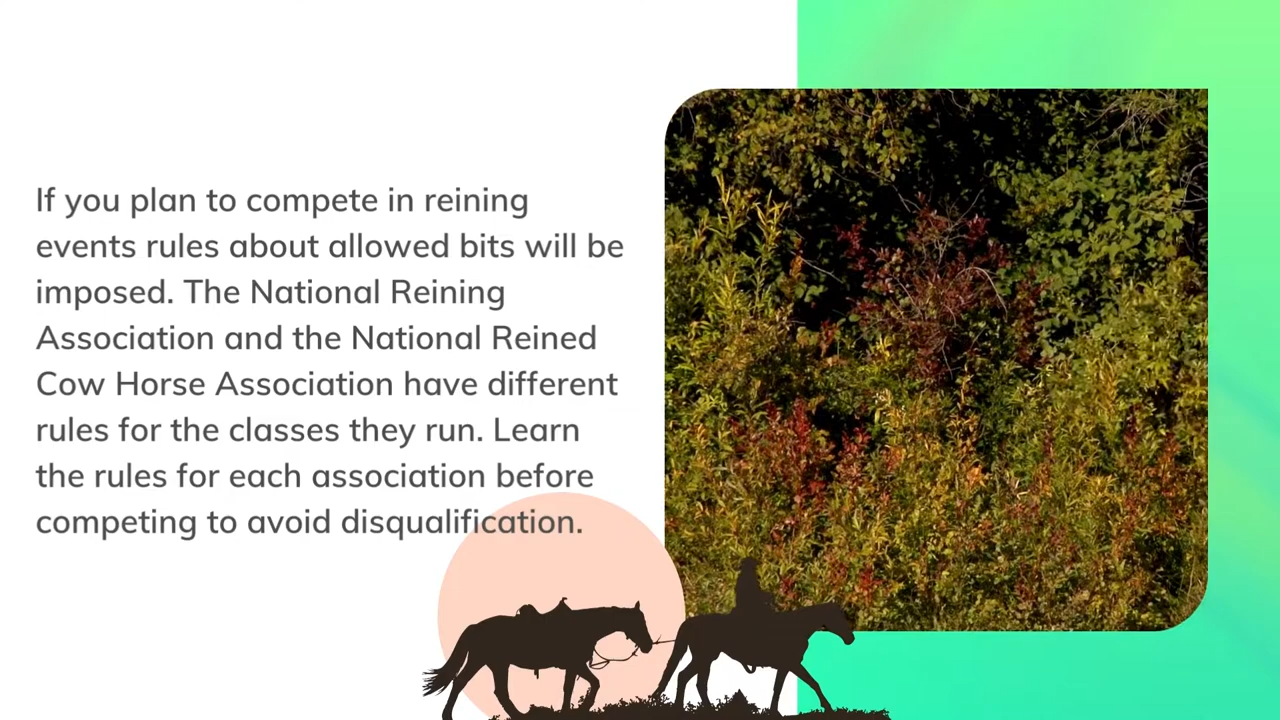 If you plan to compete in reining
events rules about allowed bits will be
imposed. The National Reining
Association and the National Reined
Cow Horse Association have different
rules for the classes they run. Learn
the rules for each association before
competing to avoid disqualification.